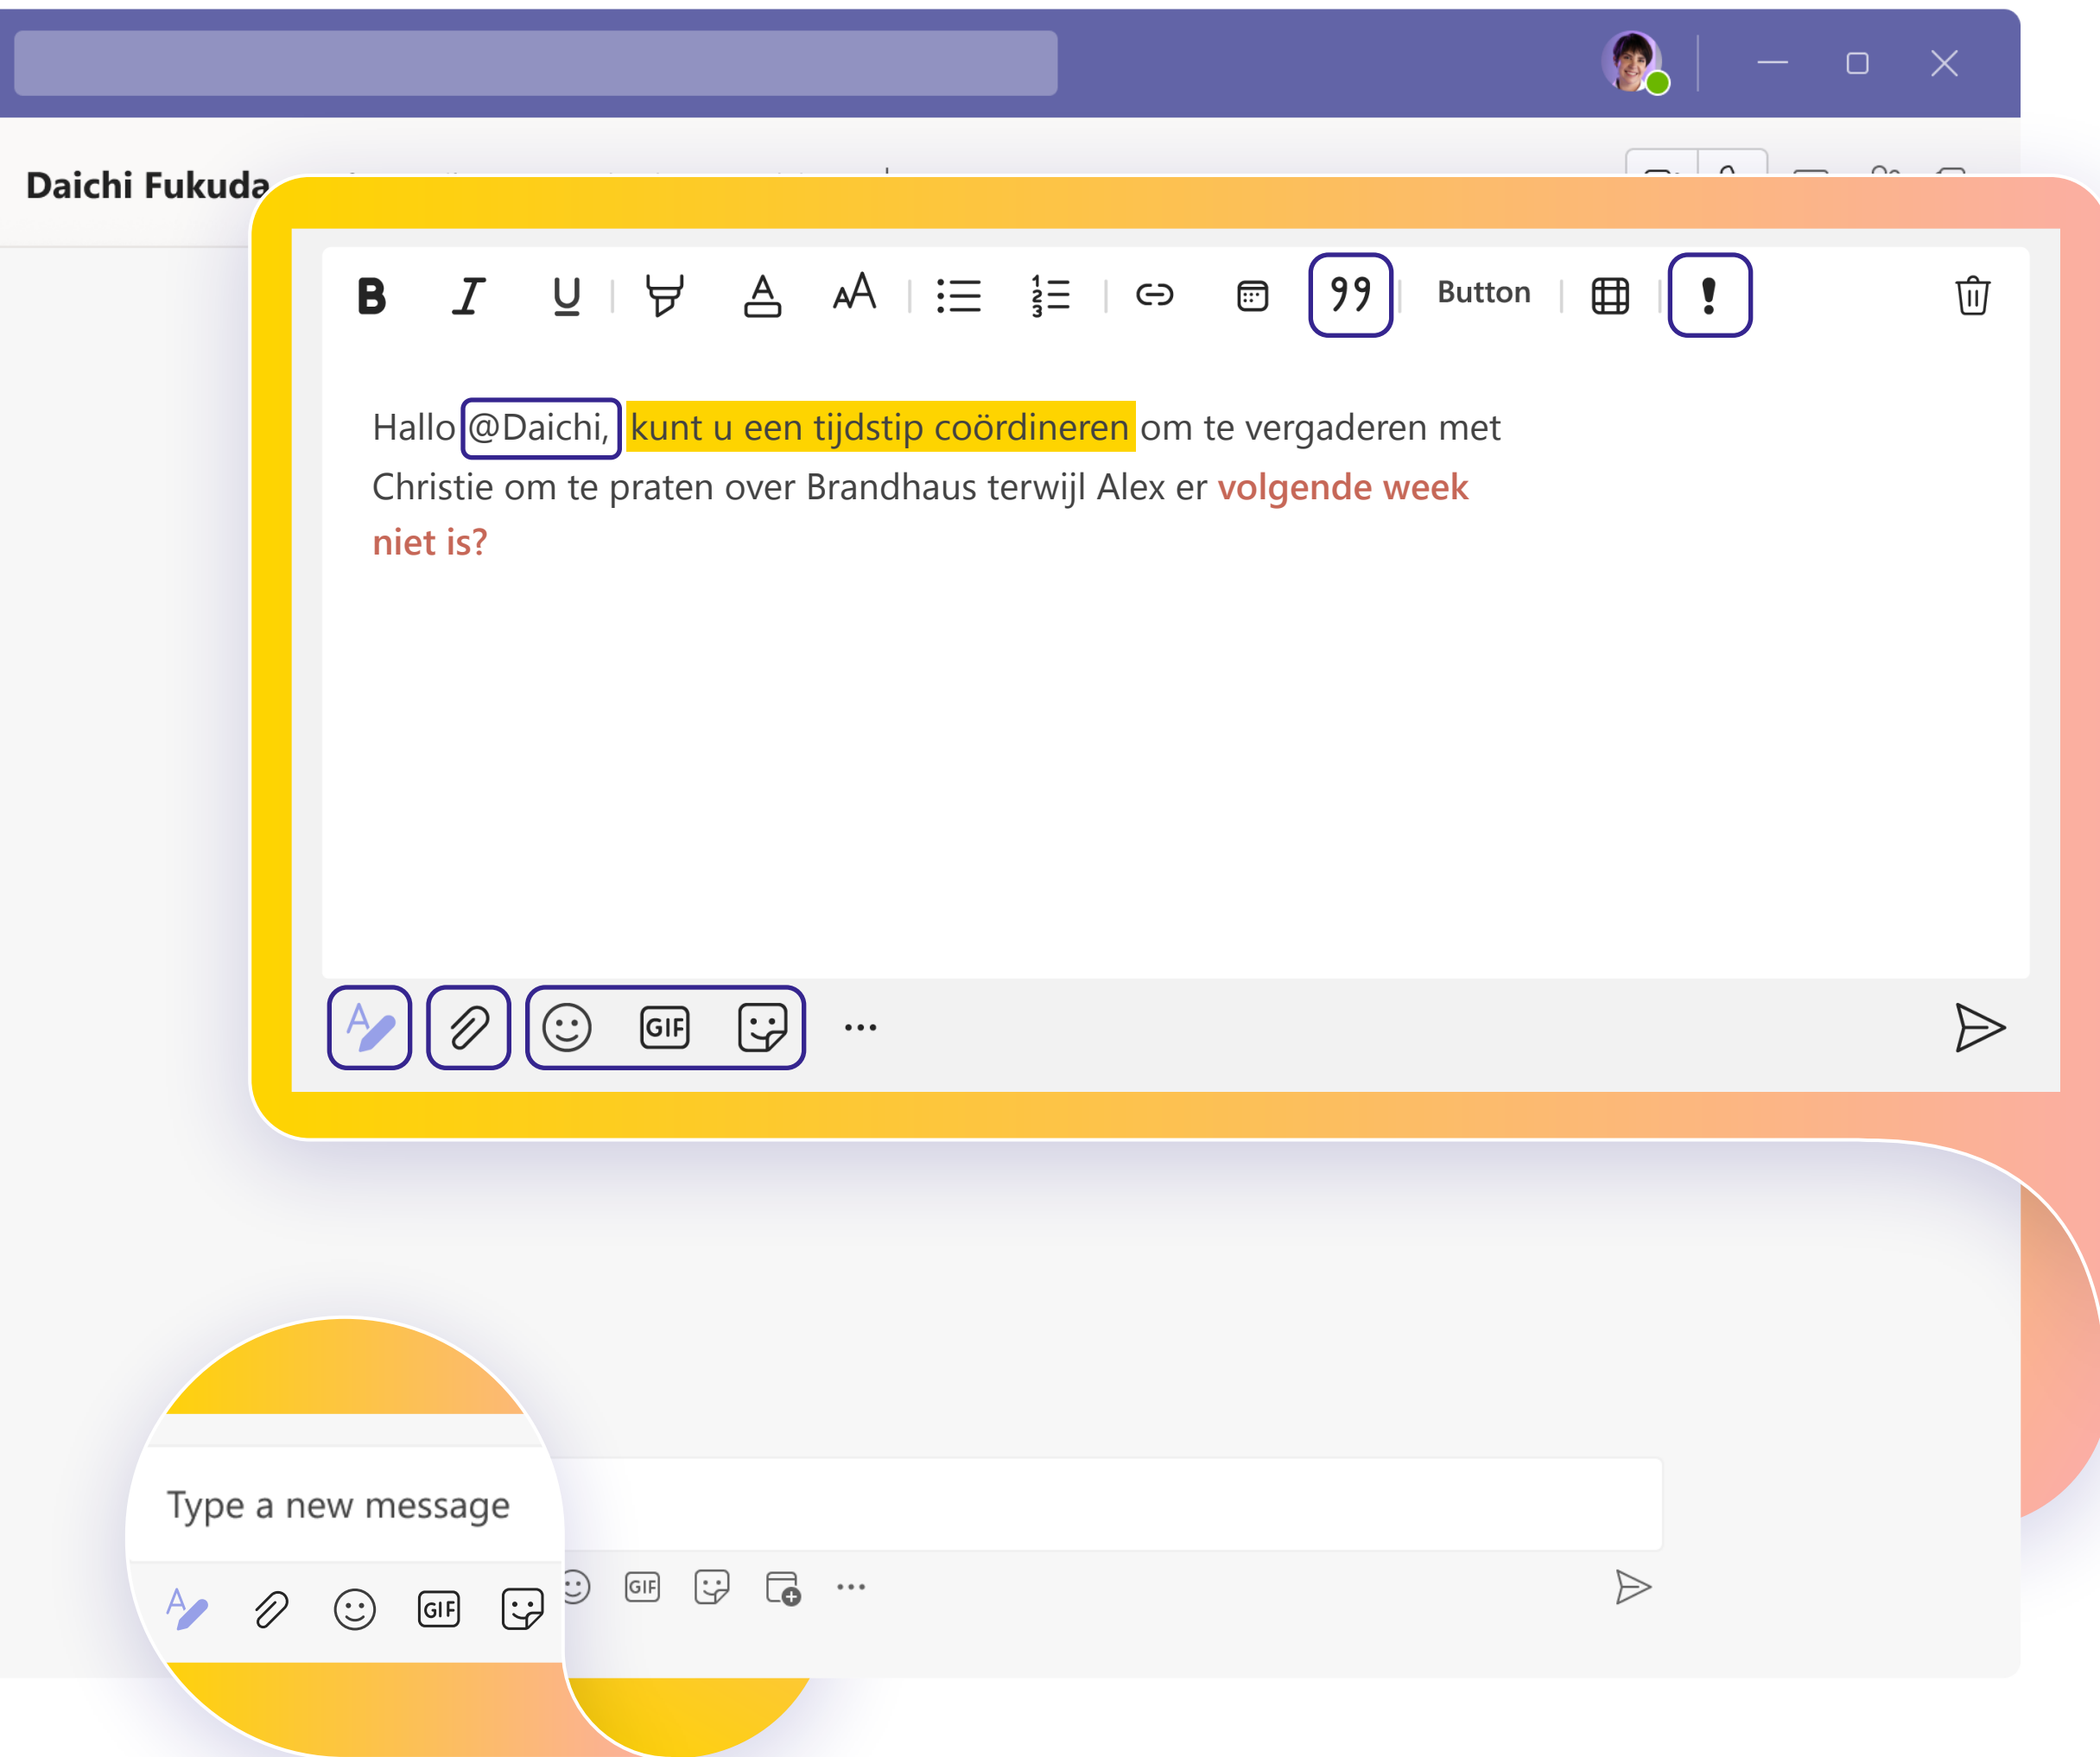 Daichi Fukuda
Button
Hallo @Daichi, kunt u een tijdstip coördineren om te vergaderen met
Christie om te praten over Brandhaus terwijl Alex er volgende week
niet is?
GIF
Type a new message
GIF
GIF